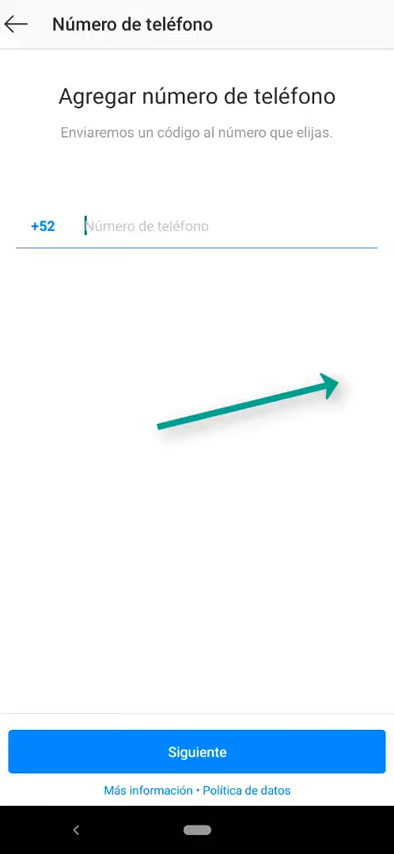 Número de teléfono
Agregar número de teléfono
Enviaremos un código al número que elijas.
+52 Número de teléfono
Siguiente
Más información • Política de datos